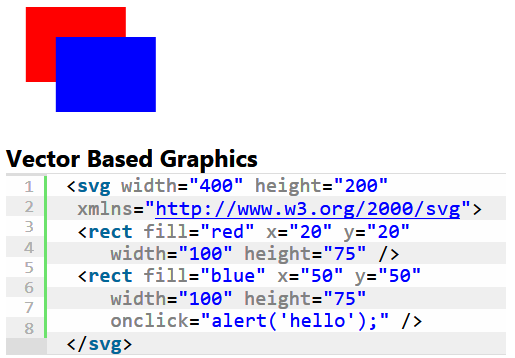 Vector Based Graphics
1 <svg width="400" height="200"
2 xmlns="http://www.w3.org/2000/svg">
3 <rect fill="red" x="20" y="20"
4 width="100" height="75" />
5 <rect fill="blue" x="50" y="50"
6 width="100" height="75"
7 onclick="alert('hello');" />
8 </svg>